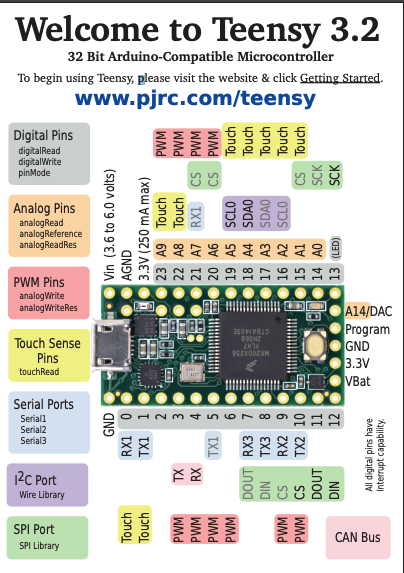 Welcome to Teensy 3.2
32 Bit Arduino-Compatible Microcontroller
To begin using Teensy, please visit the website & click Getting Started.
www.pjrc.com/teensy
Digital Pins
digitalRead
digitalWrite
pinMode
Analog Pins
analogRead
analogReference
analogReadRes
PWM Pins
analogWrite
analogWriteRes
Touch Sense
Pins
touchRead
Serial Ports
Serial1
Serial2
Serial3
I²C Port
Wire Library
SPI Port
SPI Library
PWM PWM PWM PWM Touch Touch Touch Touch Touch
CS CS CS SCK SCK
Touch Touch RX1 SCL0 SDA0 SDA0 SCL0
Vin (3.6 to 6.0 volts)
AGND
3.3V (250 mA max)
A9 A8 A7 A6 A5 A4 A3 A2 A1 A0 (LED)
23 22 21 20 19 18 17 16 15 14 13
A14/DAC
Program
GND
3.3V
VBat
GND 0 1 2 3 4 5 6 7 8 9 10 11 12
RX1 TX1 TX1 RX3 TX3 RX2 TX2
TX RX
DOUT DIN CS CS DOUT DIN
Touch Touch PWM PWM PWM PWM PWM PWM
All digital pins have
Interrupt capability.
CAN Bus